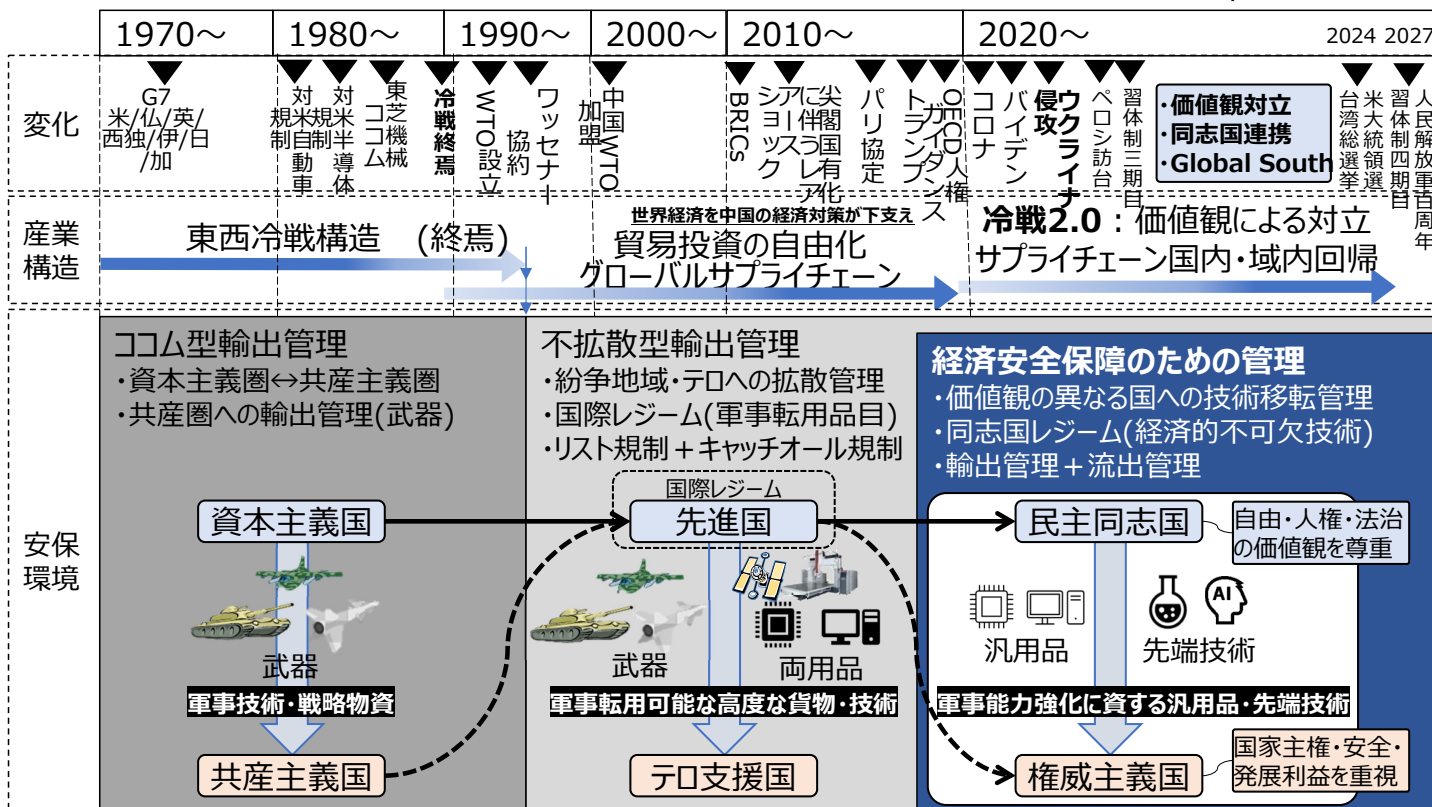 1970～
1980～
1990～
2000～
2010～
2020～
2024 2027
変化
G7
米/仏/英/
西独/伊/日
/加
対米自動車
規制
対米半導体
規制
東芝機械
ココム
冷戦終焉
WTO設立
ワッセナー
協約
中国WTO
加盟
BRICs
尖閣国有化
に伴うレア
アース
ショック
パリ協定
トランプ
OECD人権
ガイダンス
コロナ
バイデン
ウクライナ
侵攻
ペロシ訪台
習体制三期目
・価値観対立
・同志国連携
・Global South
台湾総選挙
米大統領選
習体制四期目
人民解放軍百周年
産業
構造
東西冷戦構造 (終焉)
世界経済を中国の経済対策が下支え
貿易投資の自由化
グローバルサプライチェーン
冷戦2.0：価値観による対立
サプライチェーン国内・域内回帰
安保
環境
ココム型輸出管理
・資本主義圏↔共産主義圏
・共産圏への輸出管理(武器)
資本主義国
武器
軍事技術・戦略物資
共産主義国
不拡散型輸出管理
・紛争地域・テロへの拡散管理
・国際レジーム(軍事転用品目)
・リスト規制＋キャッチオール規制
国際レジーム
先進国
武器
両用品
軍事転用可能な高度な貨物・技術
テロ支援国
経済安全保障のための管理
・価値観の異なる国への技術移転管理
・同志国レジーム(経済的不可欠技術)
・輸出管理＋流出管理
民主同志国
自由・人権・法治
の価値観を尊重
AI
汎用品
先端技術
軍事能力強化に資する汎用品・先端技術
権威主義国
国家主権・安全・
発展利益を重視